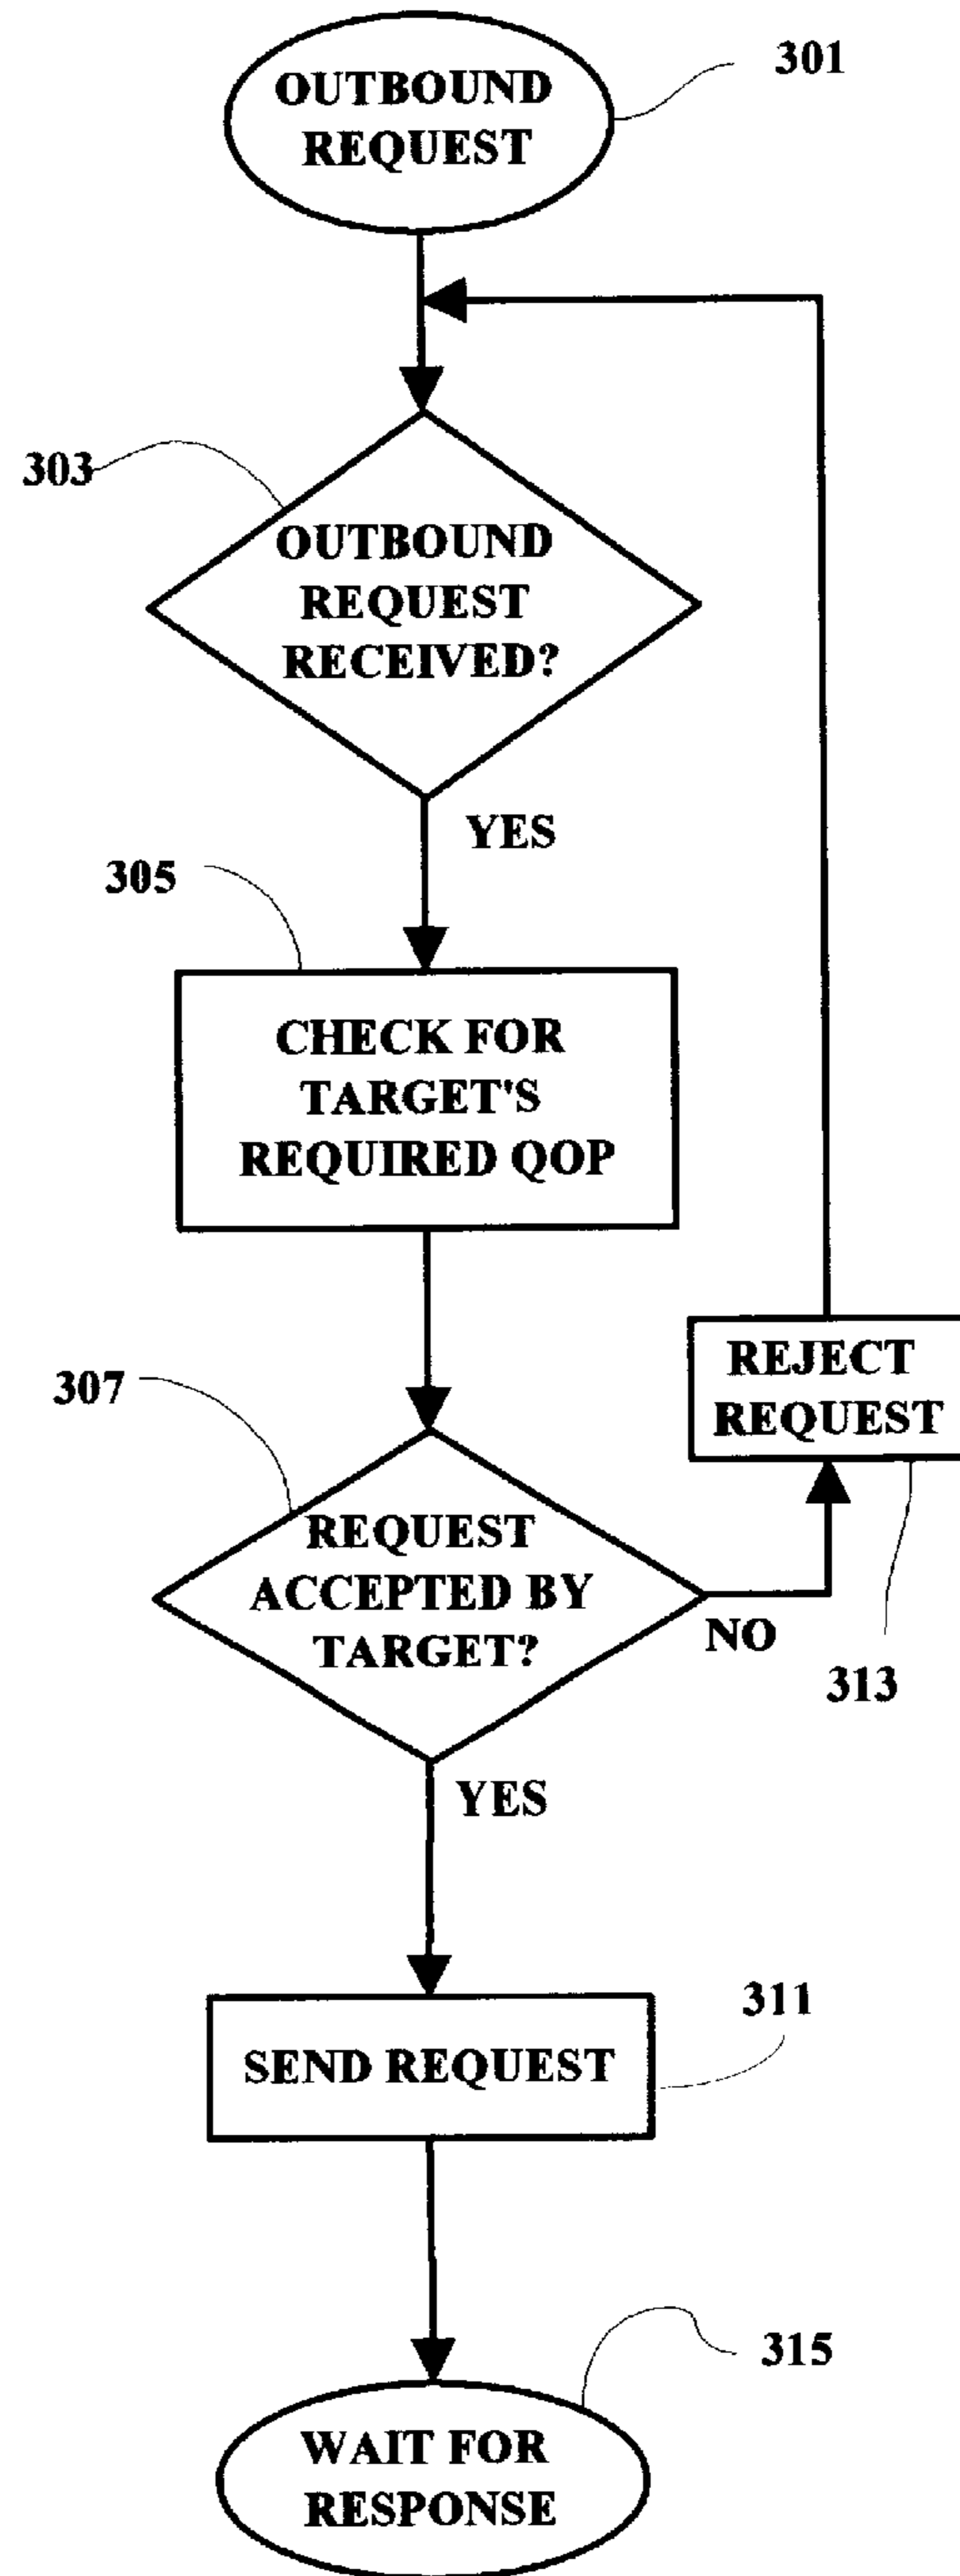 OUTBOUND
REQUEST
301
303
OUTBOUND
REQUEST
RECEIVED?
YES
305
CHECK FOR
TARGET'S
REQUIRED QOP
307
REJECT
REQUEST
REQUEST
ACCEPTED BY
TARGET?
NO
313
YES
311
SEND REQUEST
315
WAIT FOR
RESPONSE